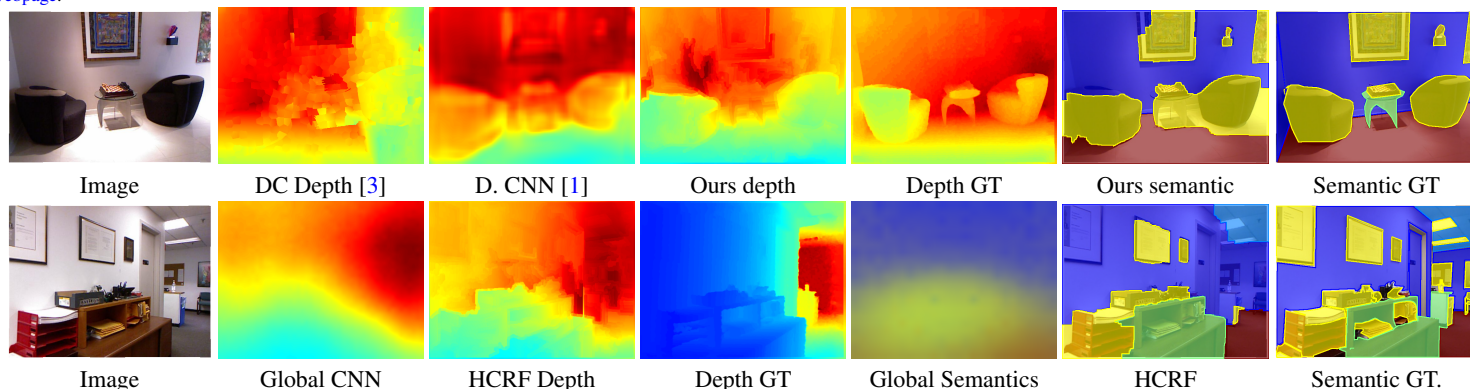 webpage.
Image DC Depth [3] D. CNN [1] Ours depth Depth GT Ours semantic Semantic GT
Image Global CNN HCRF Depth Depth GT Global Semantics HCRF Semantic GT.